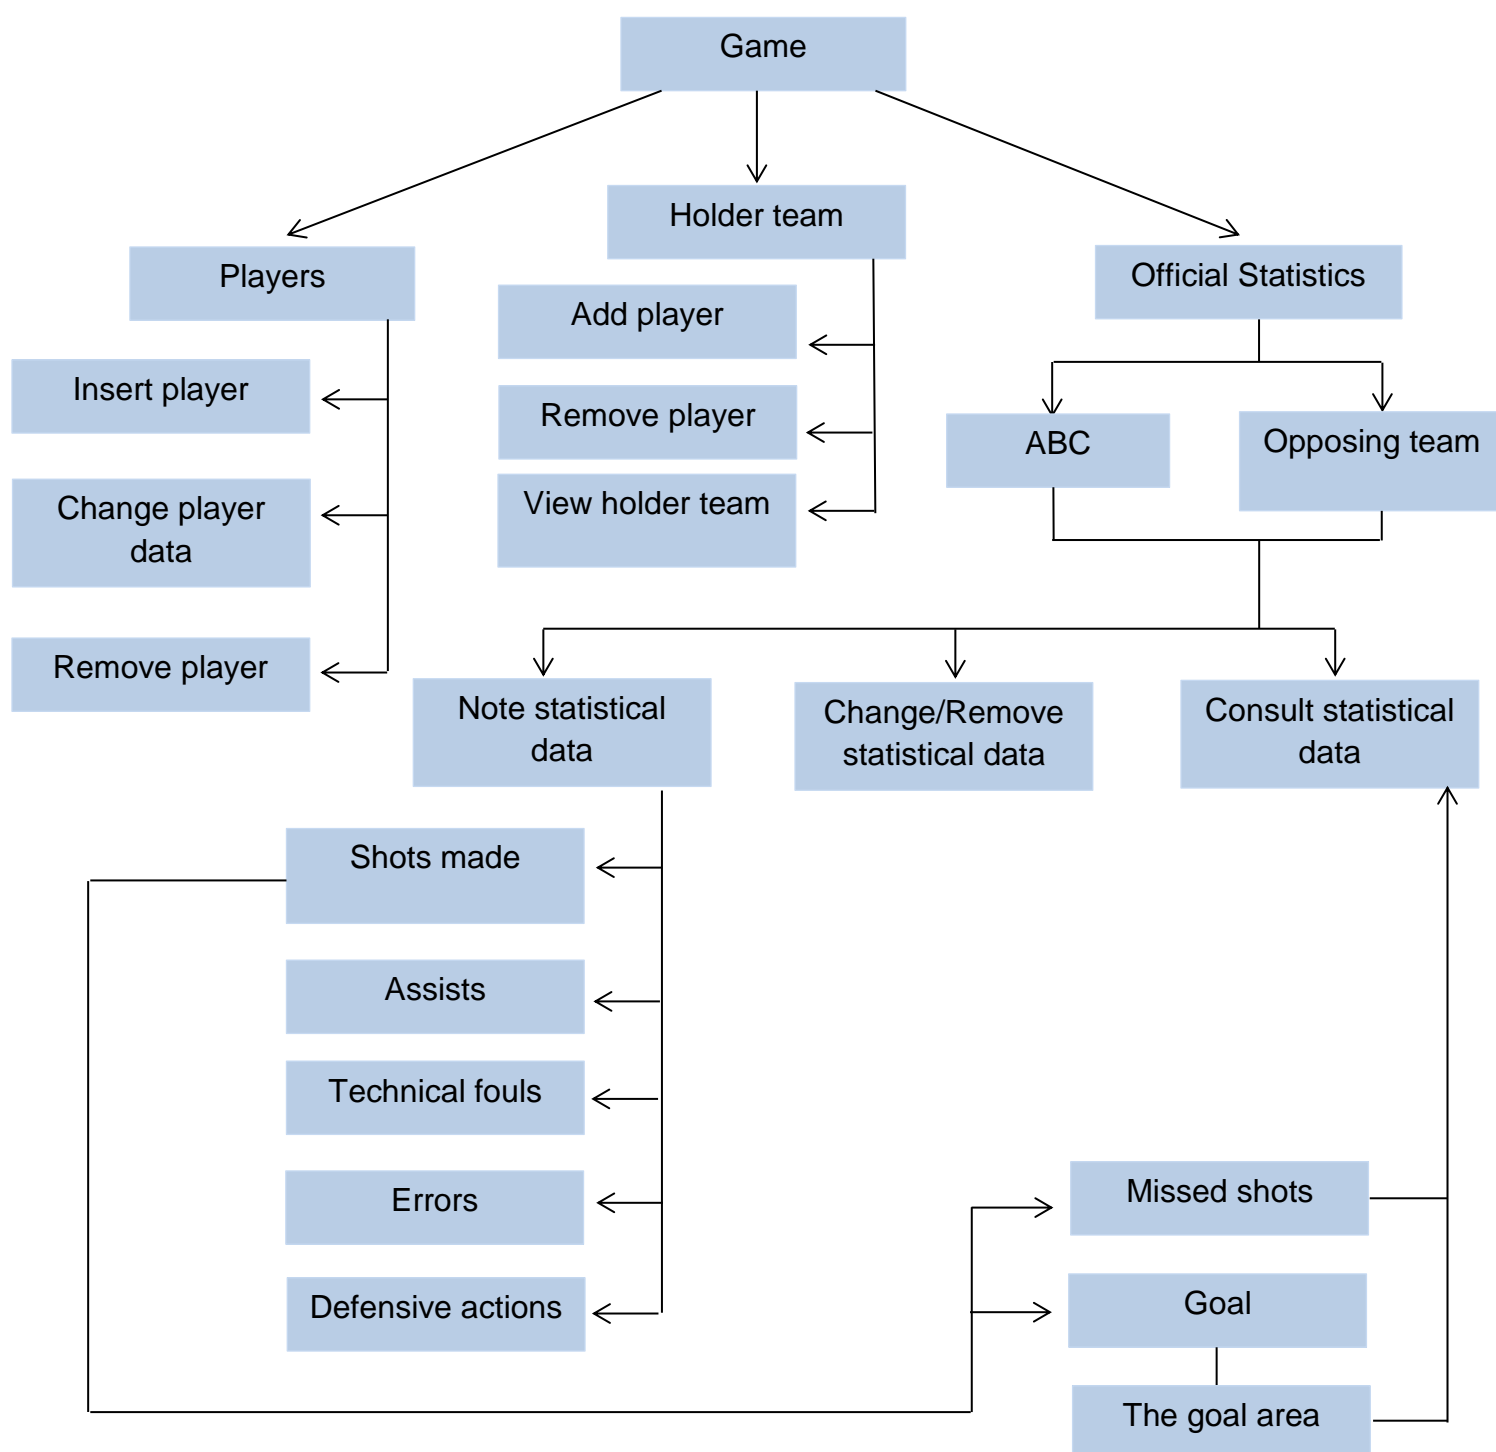 Game
Holder team
Players
Official Statistics
Add player
Insert player
Remove player
ABC
Opposing team
View holder team
Change player
data
Remove player
Note statistical
data
Change/Remove
statistical data
Consult statistical
data
Shots made
Assists
Technical fouls
Errors
Defensive actions
Missed shots
Goal
The goal area